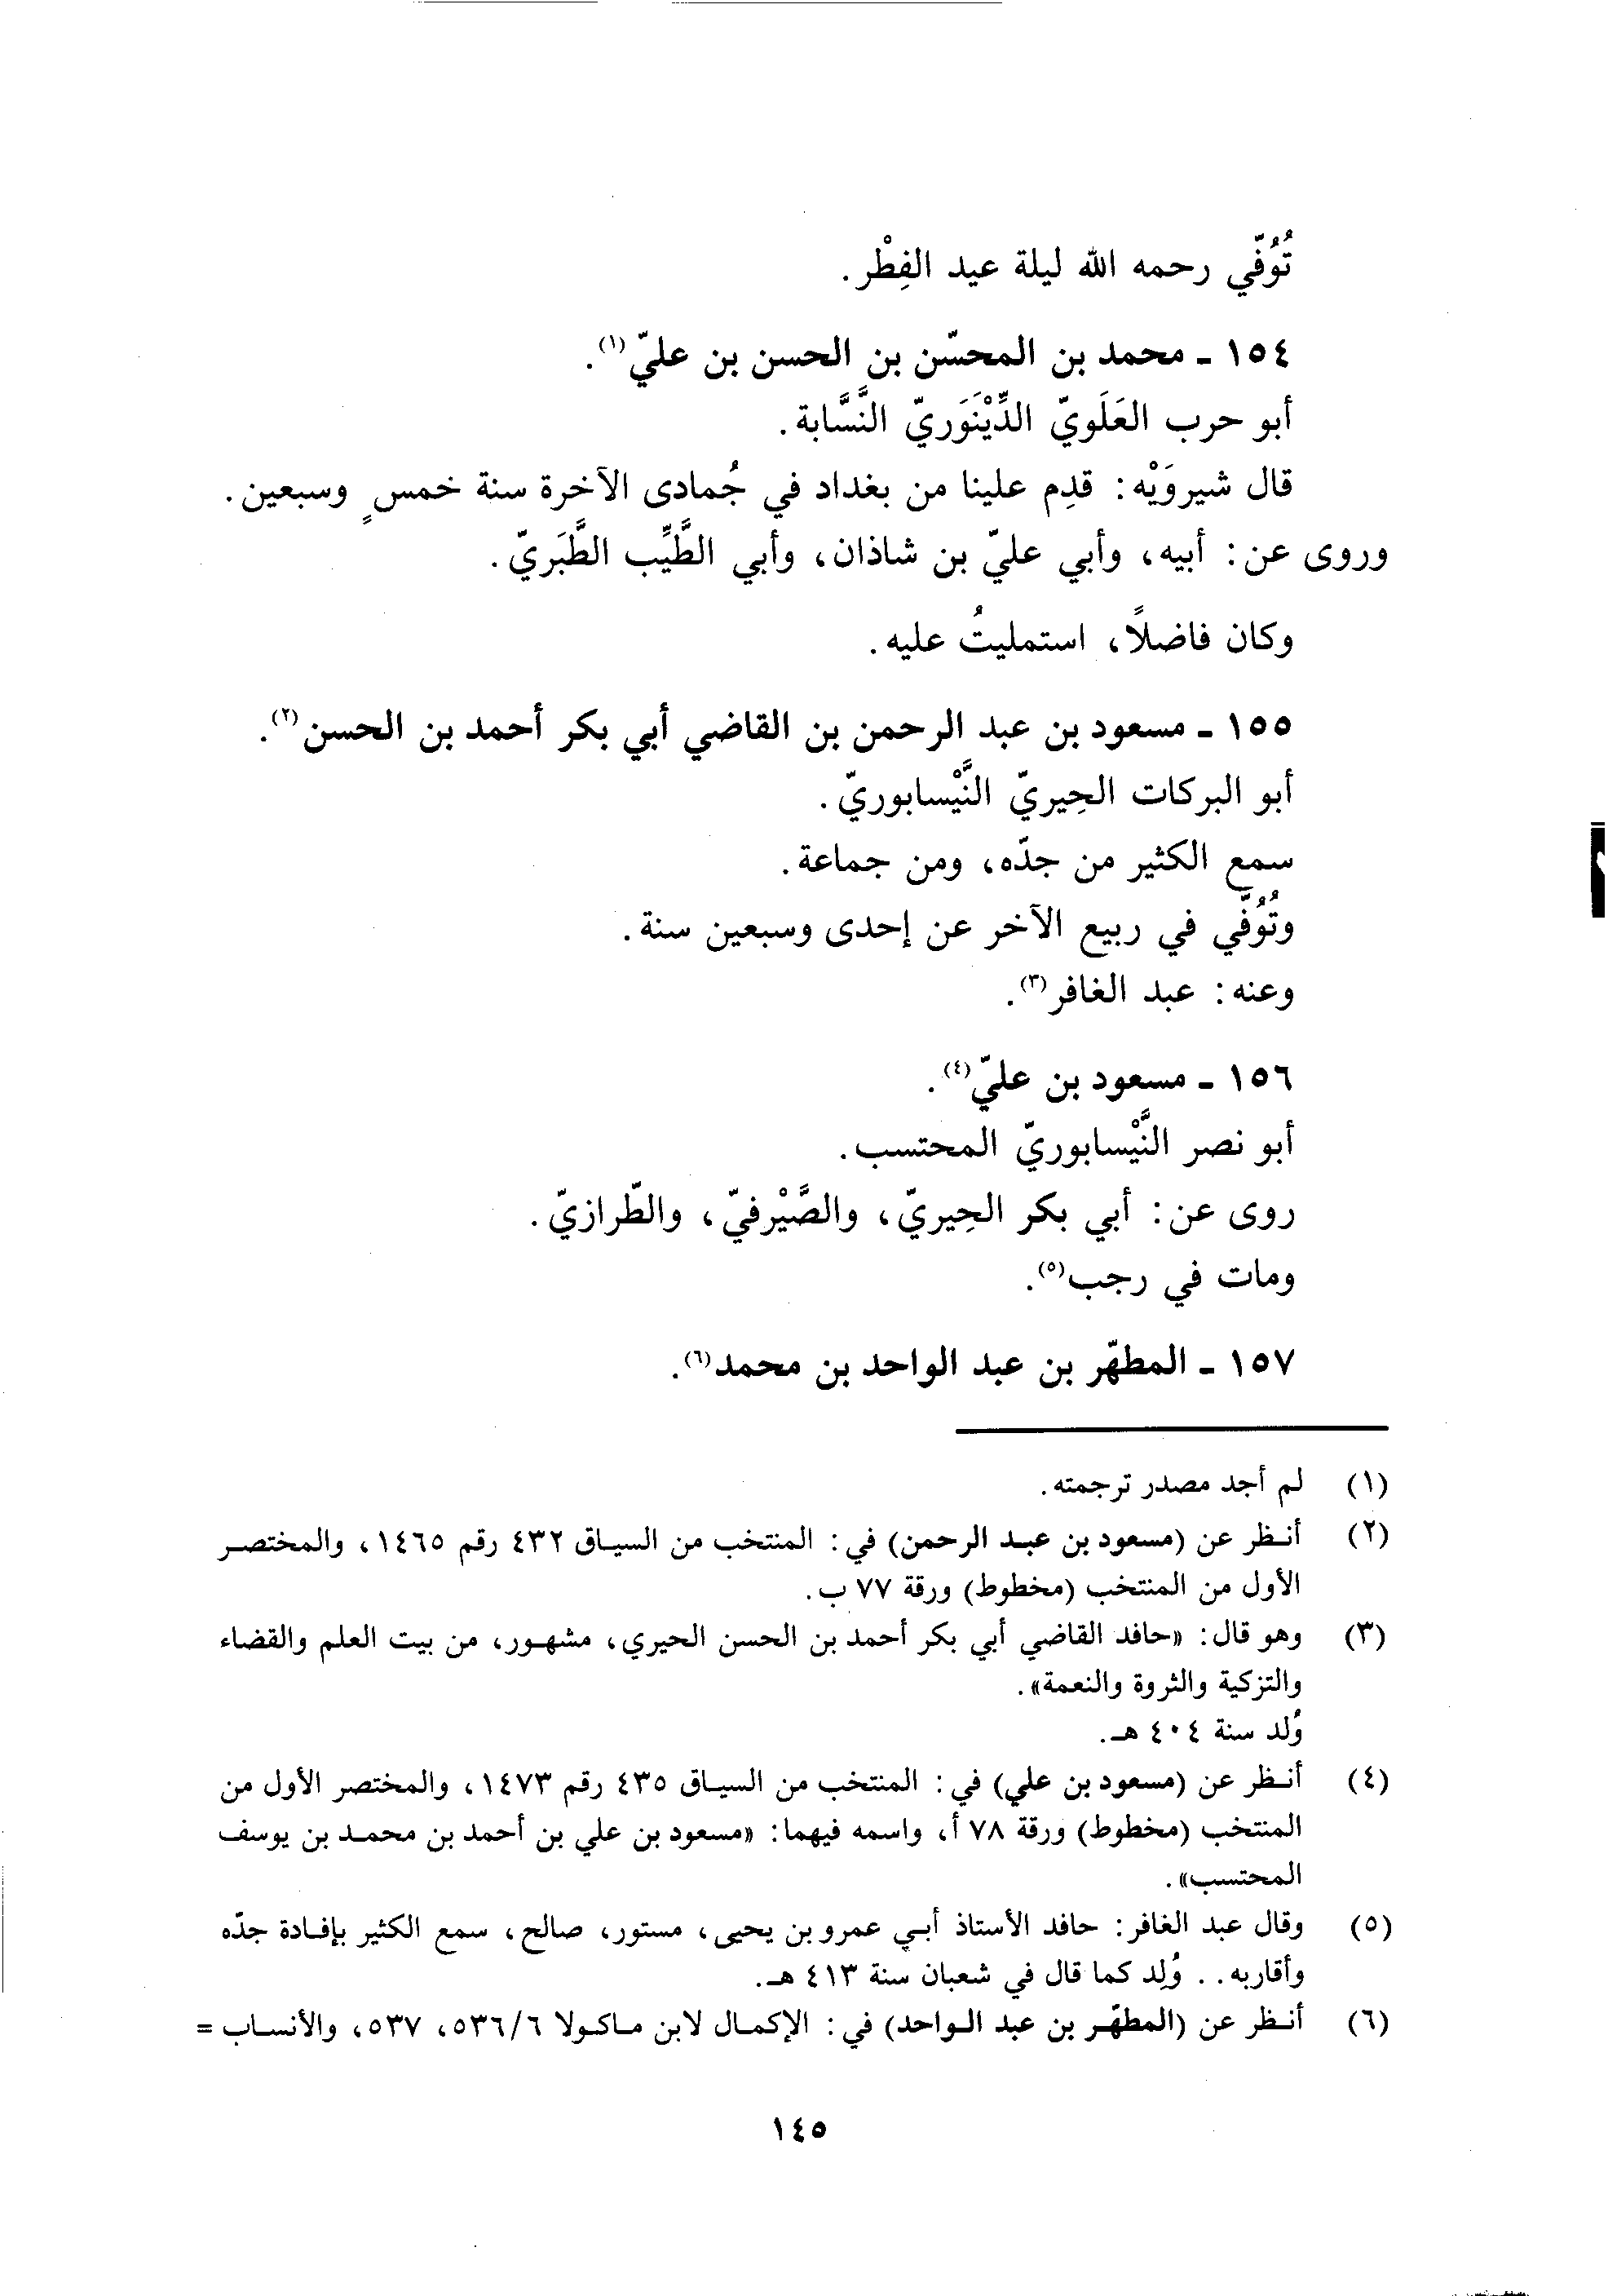 تُوُفّي رحمه الله ليلة عيد الفِطْر.
١٥٤ - محمد بن المحسّن بن الحسن بن عليّ(١).
أبو حرب العَلَويّ الدِّيْنَوَريّ النَّسَّابة.
قال شيرَوَيْه: قدِم علينا من بغداد في جُمادى الآخرة سنة خمسٍ وسبعين.
وروى عن: أبيه، وأبي عليّ بن شاذان، وأبي الطَّيِّب الطَّبَريّ.
وكان فاضلاً، استمليتُ عليه.
١٥٥ - مسعود بن عبد الرحمن بن القاضي أبي بكر أحمد بن الحسن(٢).
أبو البركات الحِيريّ النَّيْسابوريّ.
سمع الكثير من جدّه، ومن جماعة.
وتُوُفّي في ربيع الآخر عن إحدى وسبعين سنة.
وعنه: عبد الغافر(٣).
١٥٦ - مسعود بن عليّ(٤).
أبو نصر النَّيْسابوريّ المحتسب.
روى عن: أبي بكر الحِيريّ، والصَّيْرفيّ، والطّرازيّ.
ومات في رجب(٥).
١٥٧ - المطهّر بن عبد الواحد بن محمد(٦).
(١) لم أجد مصدر ترجمته.
(٢) أنظر عن (مسعود بن عبد الرحمن) في: المنتخب من السياق ٤٣٢ رقم ١٤٦٥، والمختصر
الأول من المنتخب (مخطوط) ورقة ٧٧ ب.
(٣) وهو قال: «حافد القاضي أبي بكر أحمد بن الحسن الحيري، مشهور، من بيت العلم والقضاء
والتزكية والثروة والنعمة».
وُلد سنة ٤٠٤ هـ.
(٤) أنظر عن (مسعود بن علي) في: المنتخب من السياق ٤٣٥ رقم ١٤٧٣، والمختصر الأول من
المنتخب (مخطوط) ورقة ٧٨ أ، واسمه فيهما: «مسعود بن علي بن أحمد بن محمد بن يوسف
المحتسب».
(٥) وقال عبد الغافر: حافد الأستاذ أبي عمرو بن يحيى، مستور، صالح، سمع الكثير بإفادة جدّه
وأقاربه.. وُلِد كما قال في شعبان سنة ٤١٣ هـ.
(٦) أنظر عن (المطهّر بن عبد الواحد) في: الإكمال لابن ماكولا ٥٣٦/٦، ٥٣٧، والأنساب =
١٤٥